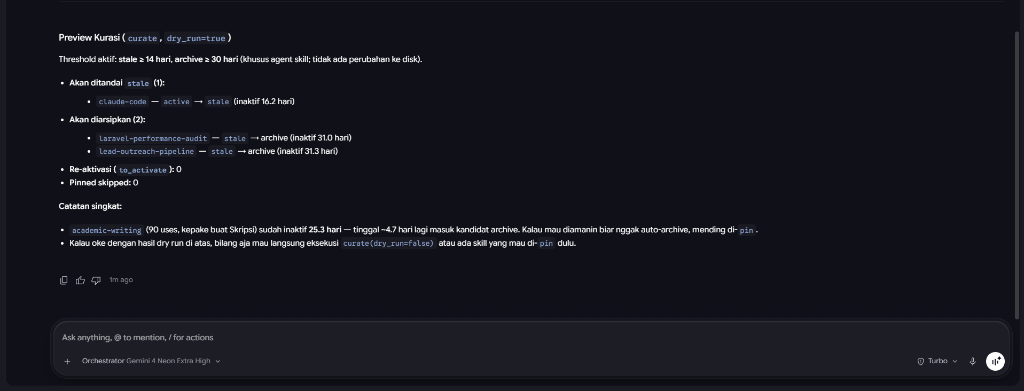 Preview Kurasi ( curate , dry_run=true )
Threshold aktif: stale ≥ 14 hari, archive ≥ 30 hari (khusus agent skill; tidak ada perubahan ke disk).
• Akan ditandai stale (1):
• claude-code — active → stale (inaktif 16.2 hari)
• Akan diarsipkan (2):
• laravel-performance-audit — stale → archive (inaktif 31.0 hari)
• lead-outreach-pipeline — stale → archive (inaktif 31.3 hari)
• Re-aktivasi ( to_activate ): 0
• Pinned skipped: 0
Catatan singkat:
• academic-writing (90 uses, kepake buat Skripsi) sudah inaktif 25.3 hari — tinggal ~4.7 hari lagi masuk kandidat archive. Kalau mau diamanin biar nggak auto-archive, mending di- pin .
• Kalau oke dengan hasil dry run di atas, bilang aja mau langsung eksekusi curate(dry_run=false) atau ada skill yang mau di- pin dulu.
1m ago
Ask anything, @ to mention, / for actions
+ Orchestrator Gemini 4 Neon Extra High Turbo